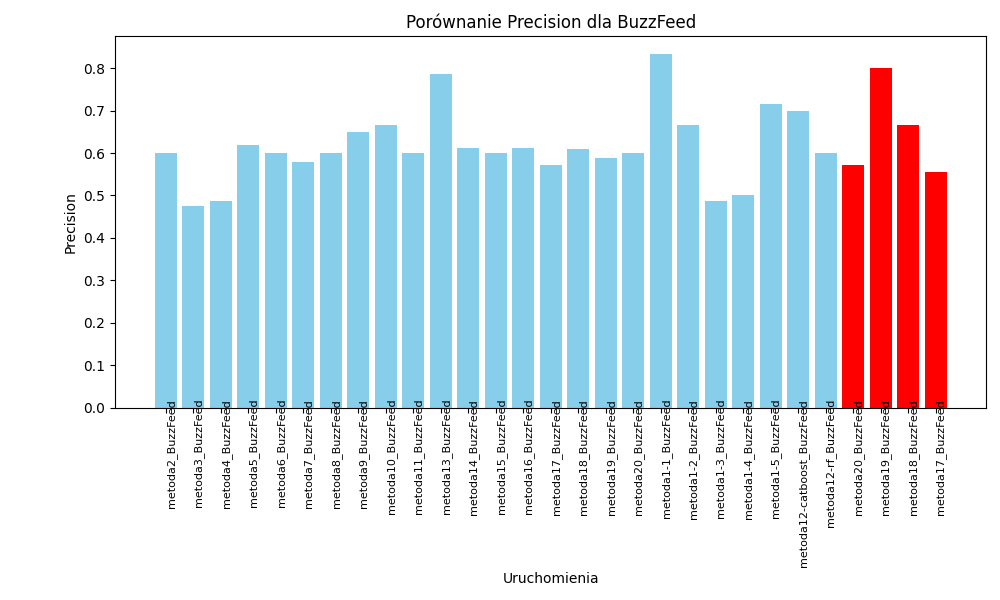 Porównanie Precision dla BuzzFeed
Precision
0.8
0.7
0.6
0.5
0.4
0.3
0.2
0.1
0.0
metoda2_BuzzFeed
metoda3_BuzzFeed
metoda4_BuzzFeed
metoda5_BuzzFeed
metoda6_BuzzFeed
metoda7_BuzzFeed
metoda8_BuzzFeed
metoda9_BuzzFeed
metoda10_BuzzFeed
metoda11_BuzzFeed
metoda13_BuzzFeed
metoda14_BuzzFeed
metoda15_BuzzFeed
metoda16_BuzzFeed
metoda17_BuzzFeed
metoda18_BuzzFeed
metoda19_BuzzFeed
metoda20_BuzzFeed
metoda1-1_BuzzFeed
metoda1-2_BuzzFeed
metoda1-3_BuzzFeed
metoda1-4_BuzzFeed
metoda1-5_BuzzFeed
metoda12-catboost_BuzzFeed
metoda12-rf_BuzzFeed
metoda20_BuzzFeed
metoda19_BuzzFeed
metoda18_BuzzFeed
metoda17_BuzzFeed
Uruchomienia